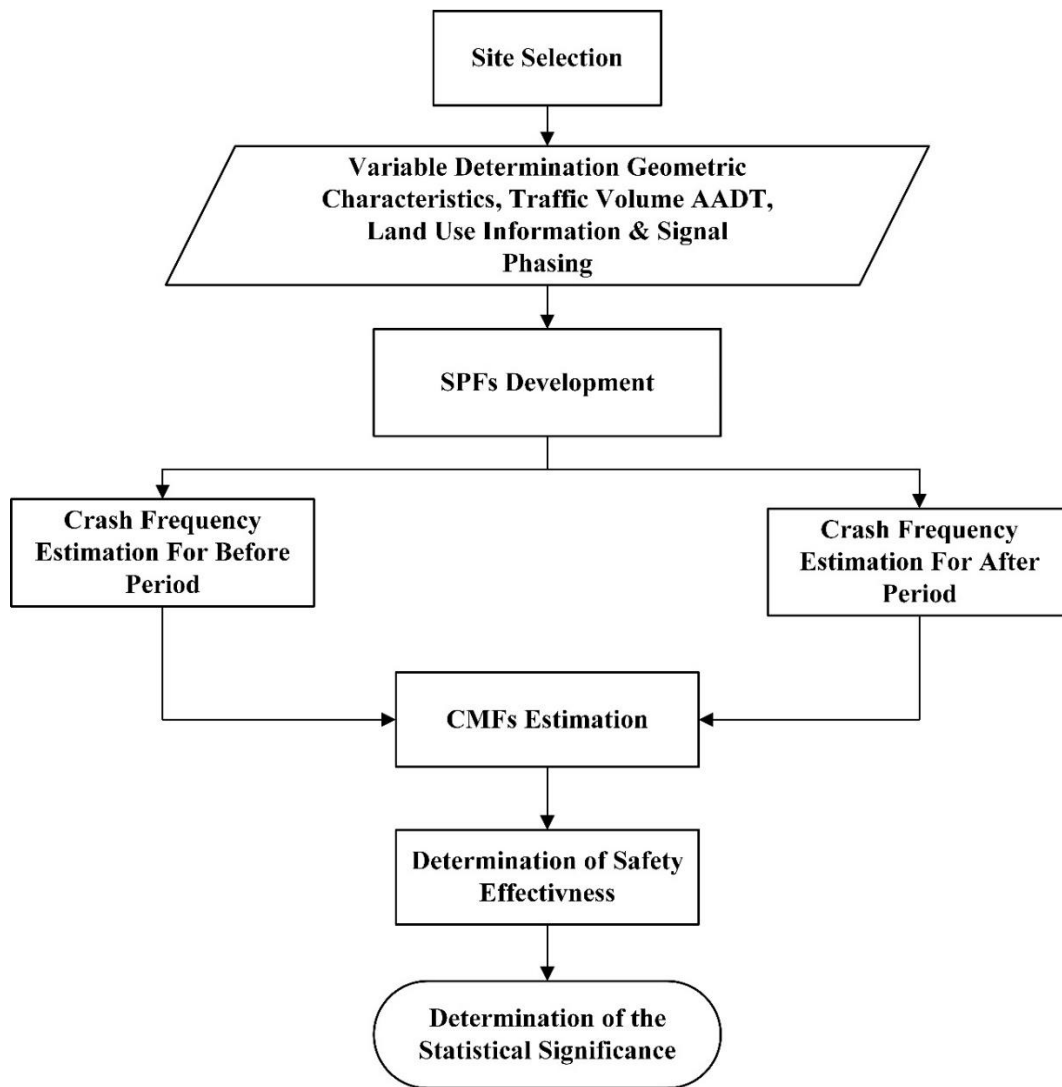 Site Selection
Variable Determination Geometric
Characteristics, Traffic Volume AADT,
Land Use Information & Signal
Phasing
SPFs Development
Crash Frequency
Estimation For Before
Period
Crash Frequency
Estimation For After
Period
CMFs Estimation
Determination of Safety
Effectivness
Determination of the
Statistical Significance